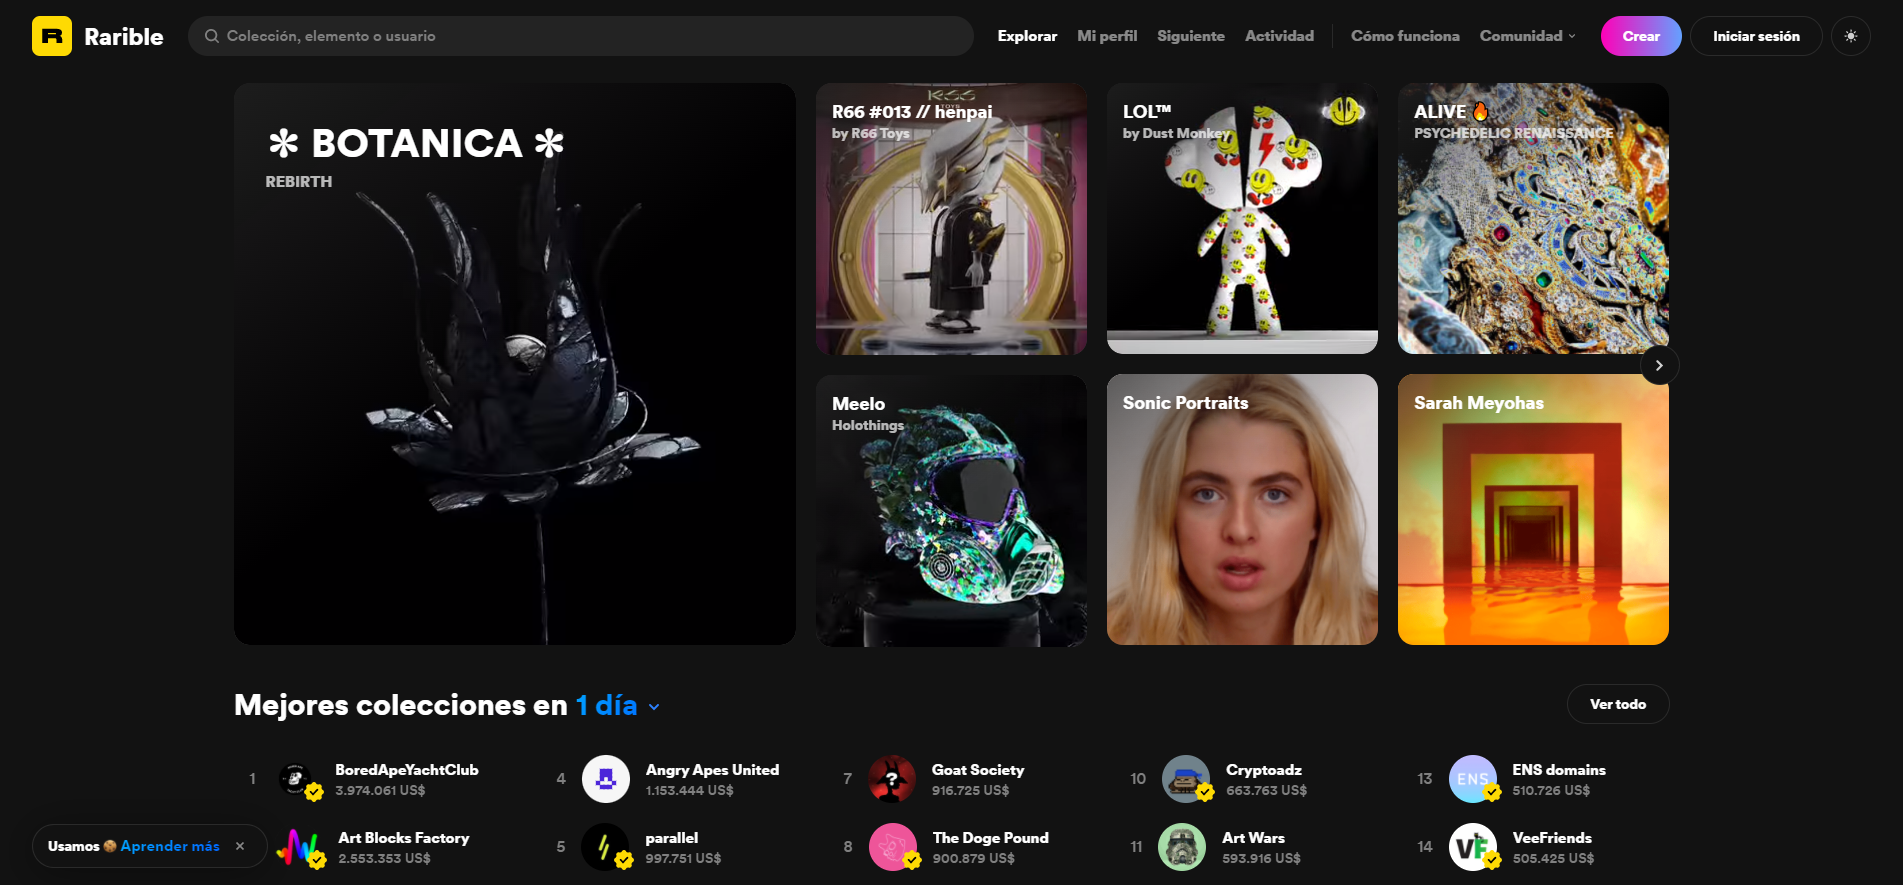 R Rarible
Colección, elemento o usuario
Explorar Mi perfil Siguiente Actividad Cómo funciona Comunidad
Crear
Iniciar sesión
✻ BOTANICA ✻
REBIRTH
R66
TOYS
R66 #013 // henpai
by R66 Toys
LOL™
by Dust Monkey
ALIVE 🔥
PSYCHEDELIC RENAISSANCE
Meelo
Holothings
Sonic Portraits
Sarah Meyohas
Mejores colecciones en 1 día
Ver todo
1 BoredApeYachtClub
3.974.061 US$
4 Angry Apes United
1.153.444 US$
7 Goat Society
916.725 US$
10 Cryptoadz
663.763 US$
13 ENS ENS domains
510.726 US$
Art Blocks Factory
2.553.353 US$
5 parallel
997.751 US$
8 The Doge Pound
900.879 US$
11 Art Wars
593.916 US$
14 VF VeeFriends
505.425 US$
Usamos 🍪 Aprender más ×